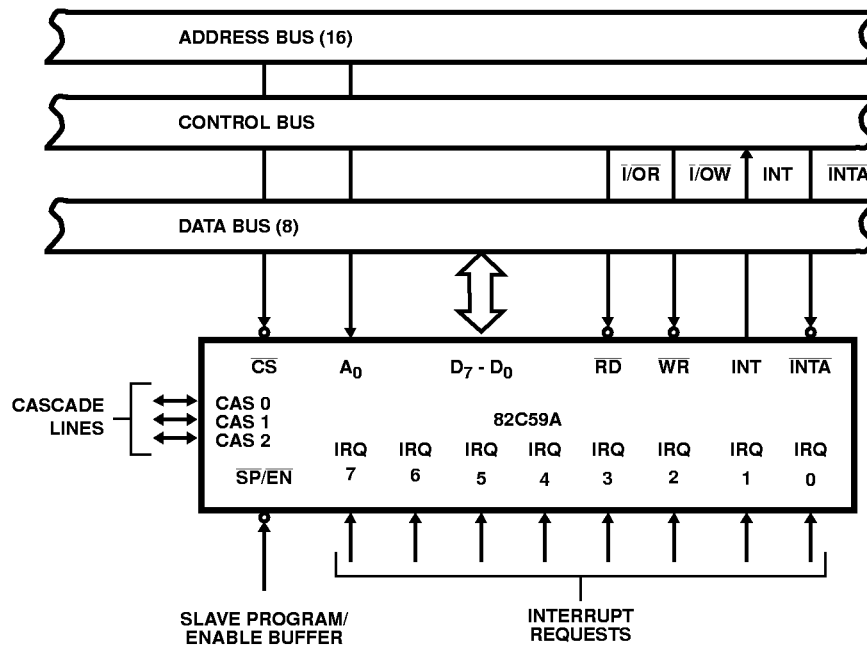 ADDRESS BUS (16)
CONTROL BUS
I/OR I/OW INT INTA
DATA BUS (8)
CS A0 D7 - D0 RD WR INT INTA
CASCADE LINES
CAS 0
CAS 1
CAS 2
82C59A
SP/EN
IRQ 7
IRQ 6
IRQ 5
IRQ 4
IRQ 3
IRQ 2
IRQ 1
IRQ 0
SLAVE PROGRAM/
ENABLE BUFFER
INTERRUPT
REQUESTS